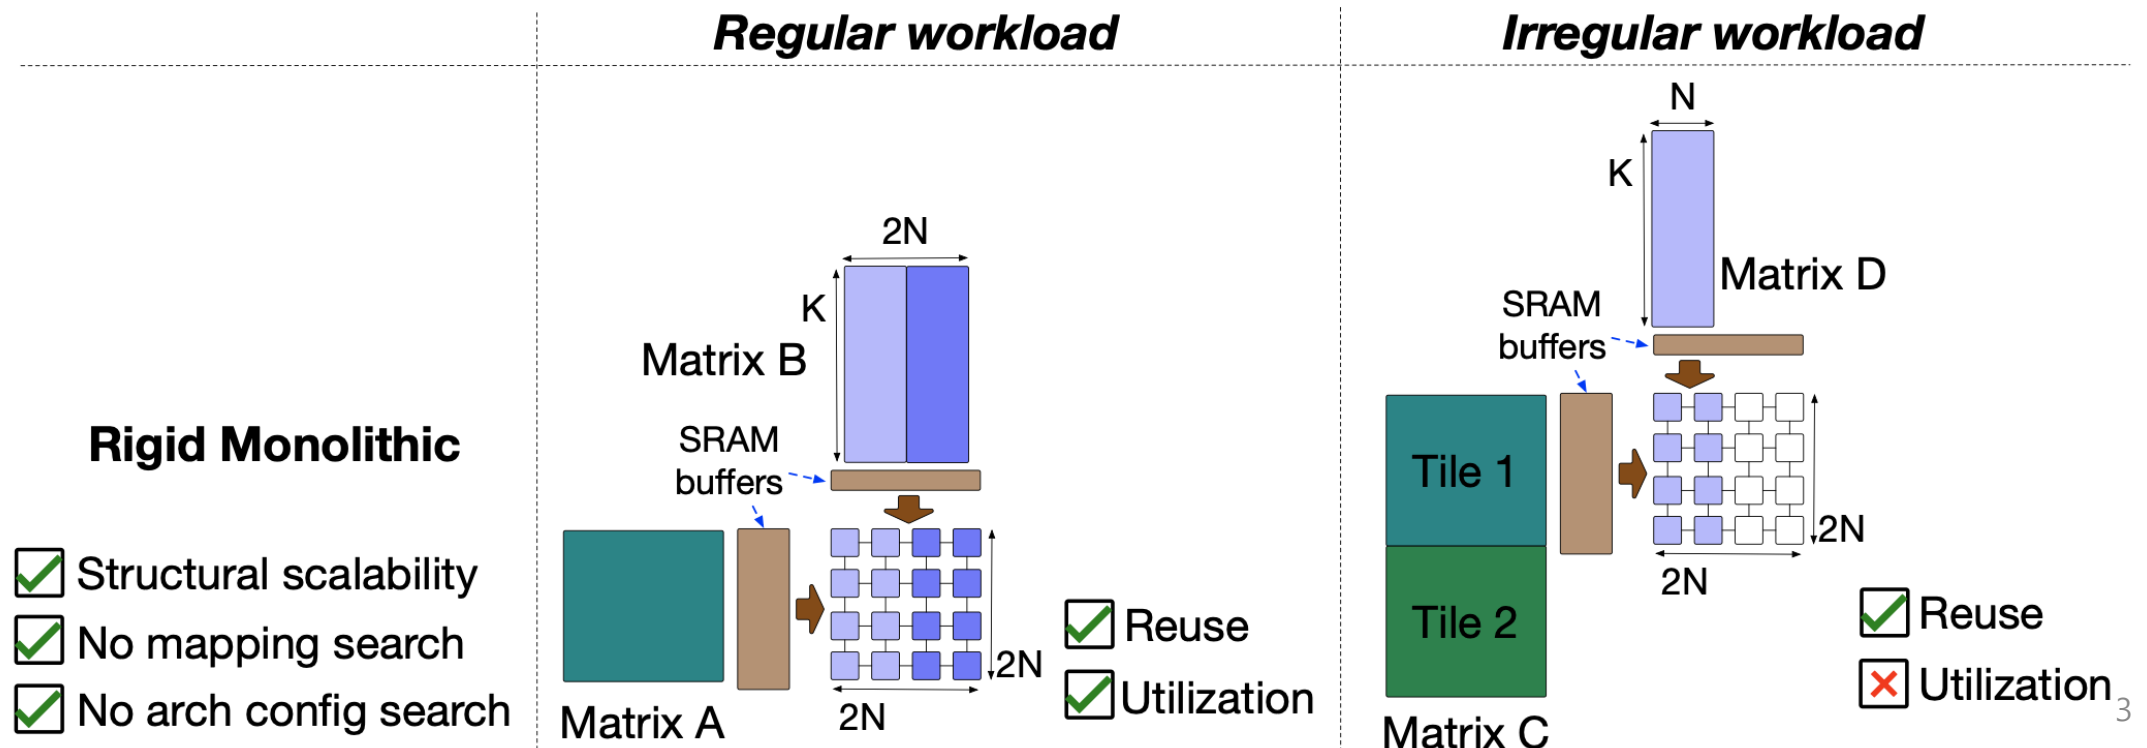 Regular workload
Irregular workload
Rigid Monolithic
Structural scalability
No mapping search
No arch config search
2N
K
Matrix B
SRAM
buffers
2N
2N
Matrix A
Reuse
Utilization
N
K
Matrix D
SRAM
buffers
Tile 1
Tile 2
2N
2N
Matrix C
Reuse
Utilization
3